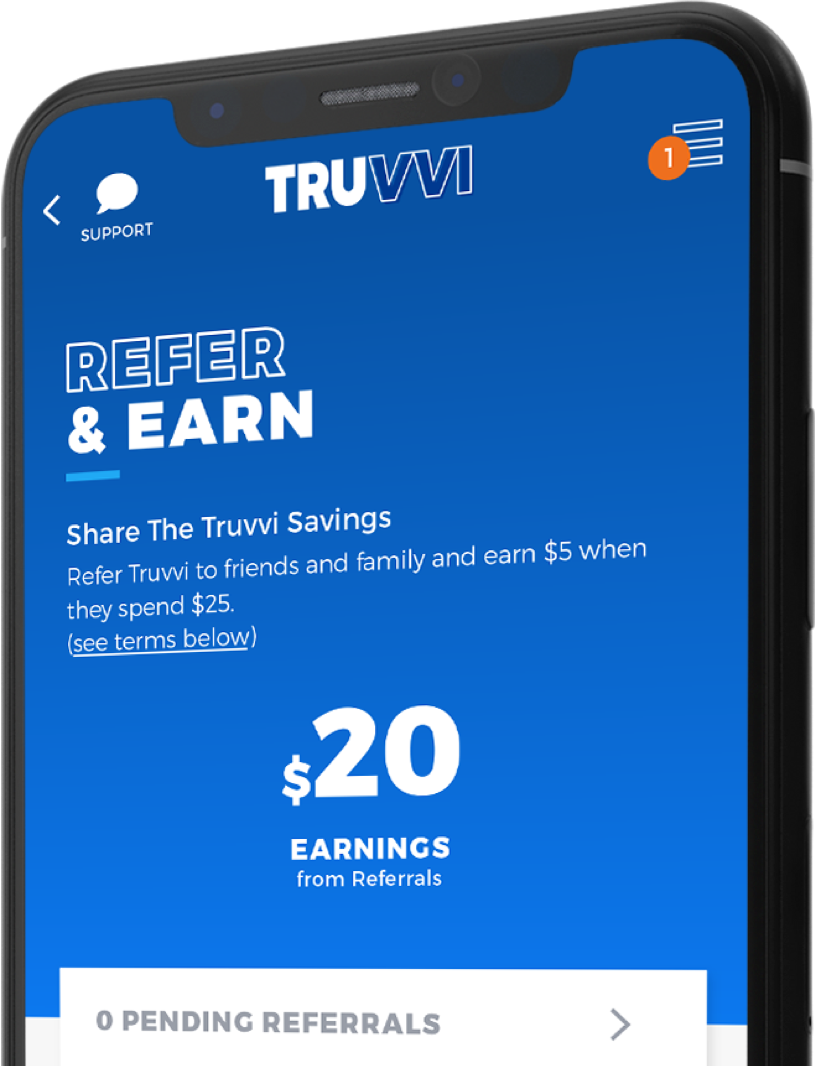 TRUVVI
1
SUPPORT
REFER
& EARN
Share The Truvvi Savings
Refer Truvvi to friends and family and earn $5 when
they spend $25.
(see terms below)
$20
EARNINGS
from Referrals
0 PENDING REFERRALS